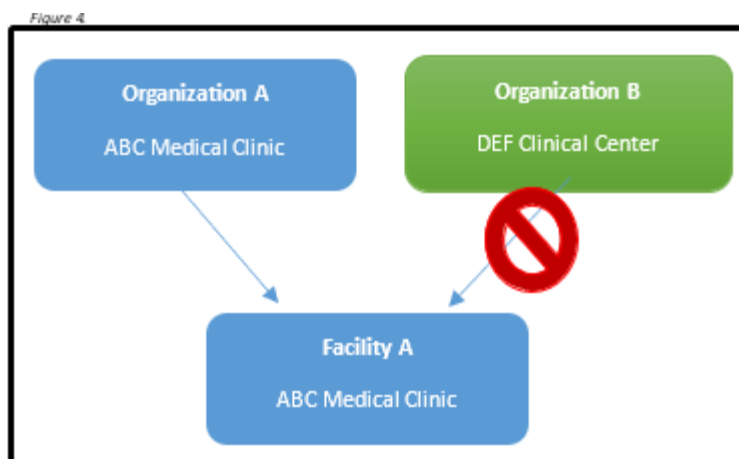 Figure 4.
Organization A
ABC Medical Clinic
Organization B
DEF Clinical Center
Facility A
ABC Medical Clinic